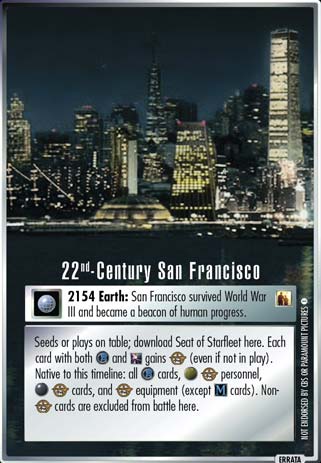 22nd-Century San Francisco
2154 Earth: San Francisco survived World War
III and became a beacon of human progress.
Seeds or plays on table; download Seat of Starfleet here. Each
card with both and gains (even if not in play).
Native to this timeline: all cards, personnel,
cards, and equipment (except M cards). Non-
cards are excluded from battle here.
NOT ENDORSED BY CBS OR PARAMOUNT PICTURES
ERRATA